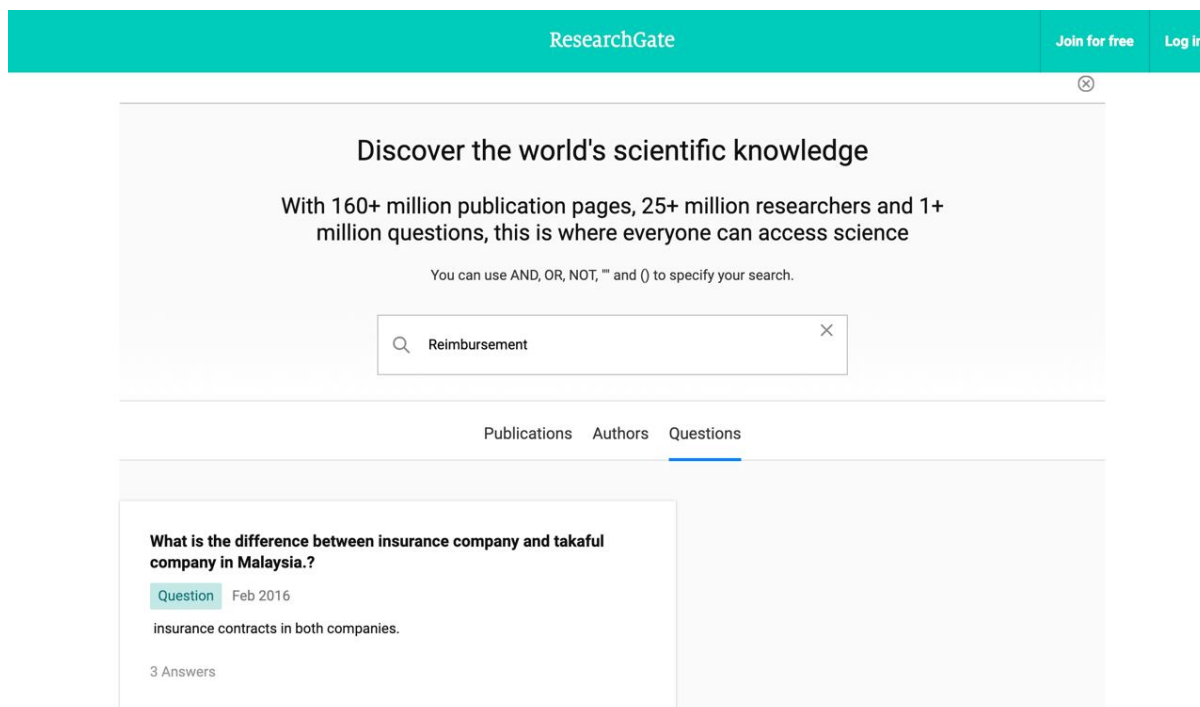 ResearchGate
Join for free
Log in
Discover the world's scientific knowledge
With 160+ million publication pages, 25+ million researchers and 1+
million questions, this is where everyone can access science
You can use AND, OR, NOT, "" and () to specify your search.
Reimbursement
Publications Authors Questions
What is the difference between insurance company and takaful
company in Malaysia.?
Question Feb 2016
insurance contracts in both companies.
3 Answers